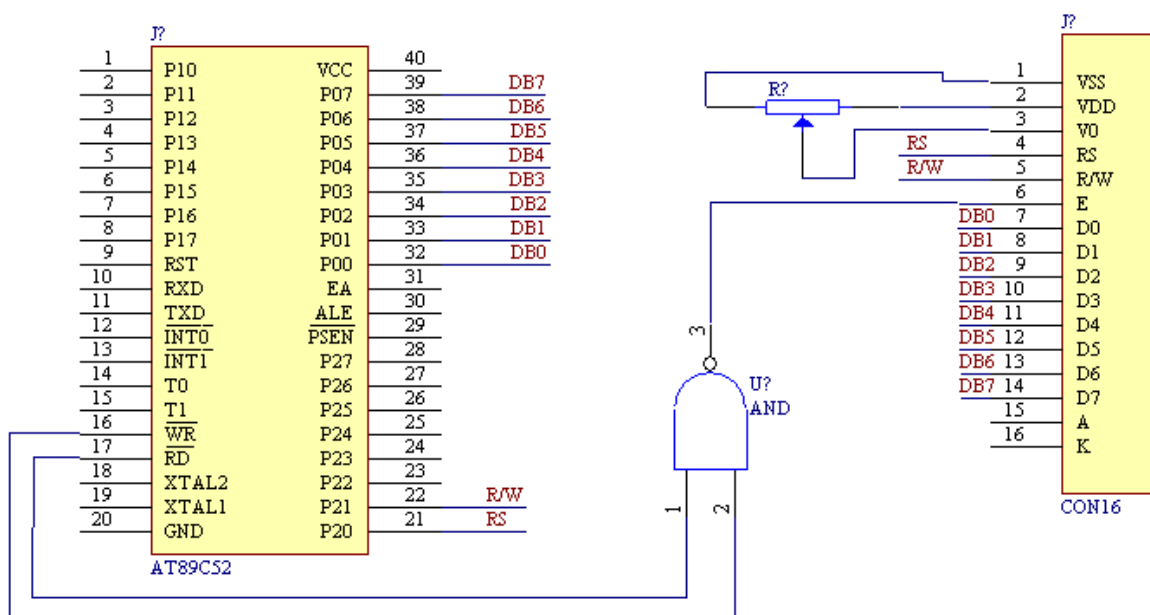 J?
1 P10 VCC 40
2 P11 P07 39 DB7
3 P12 P06 38 DB6
4 P13 P05 37 DB5
5 P14 P04 36 DB4
6 P15 P03 35 DB3
7 P16 P02 34 DB2
8 P17 P01 33 DB1
9 RST P00 32 DB0
10 RXD EA 31
11 TXD ALE 30
12 INT0 PSEN 29
13 INT1 P27 28
14 T0 P26 27
15 T1 P25 26
16 WR P24 25
17 RD P23 24
18 XTAL2 P22 23
19 XTAL1 P21 22 R/W
20 GND P20 21 RS
AT89C52
R?
3
U?
AND
1 2
J?
1 VSS
2 VDD
3 V0
RS 4 RS
R/W 5 R/W
6 E
DB0 7 D0
DB1 8 D1
DB2 9 D2
DB3 10 D3
DB4 11 D4
DB5 12 D5
DB6 13 D6
DB7 14 D7
15 A
16 K
CON16